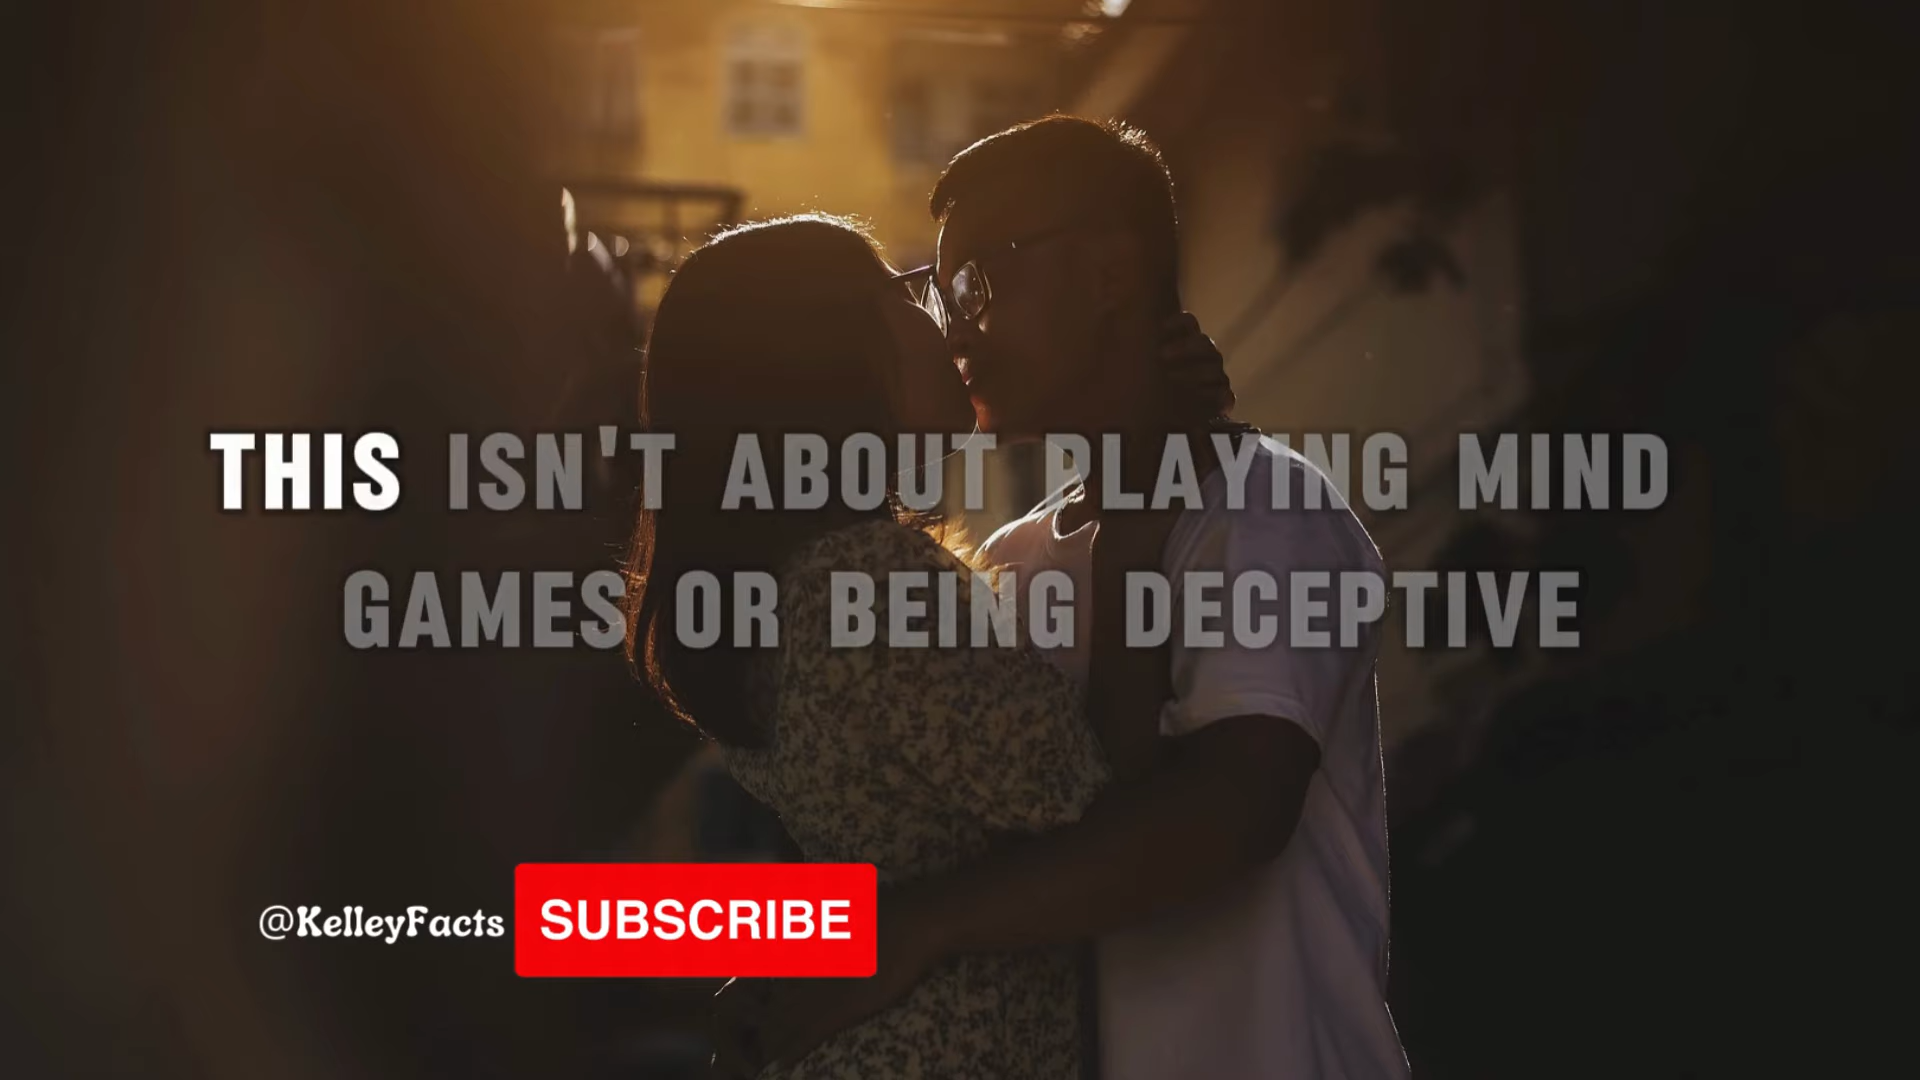 THIS ISN'T ABOUT PLAYING MIND
GAMES OR BEING DECEPTIVE
@KelleyFacts SUBSCRIBE